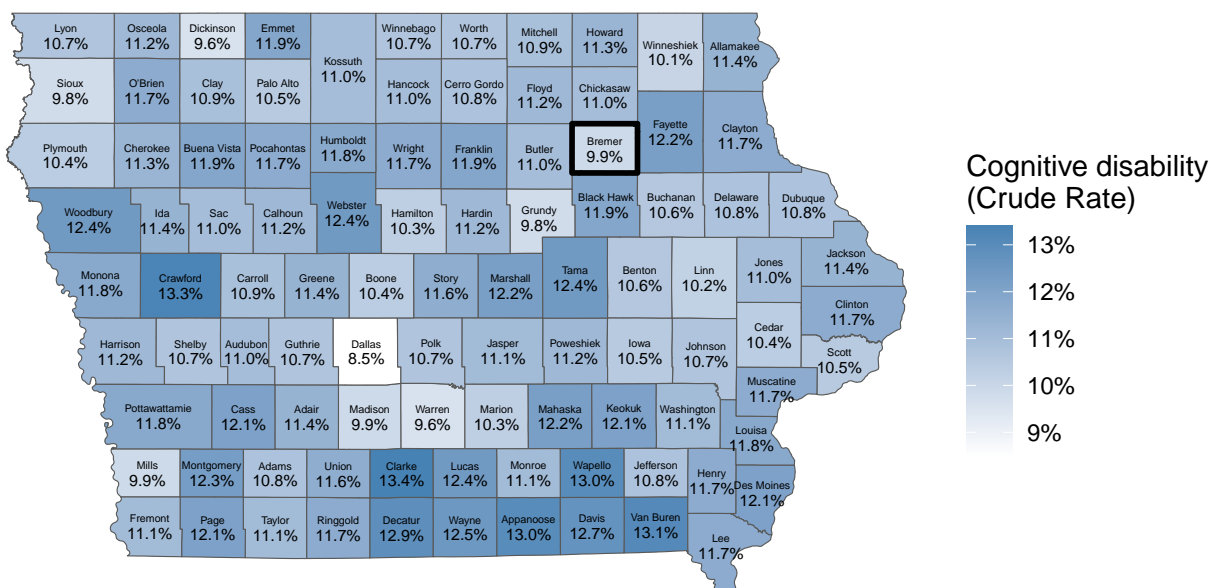 Lyon
10.7%
Osceola
11.2%
Dickinson
9.6%
Emmet
11.9%
Kossuth
11.0%
Winnebago
10.7%
Worth
10.7%
Mitchell
10.9%
Howard
11.3%
Winneshiek
10.1%
Allamakee
11.4%
Sioux
9.8%
O'Brien
11.7%
Clay
10.9%
Palo Alto
10.5%
Hancock
11.0%
Cerro Gordo
10.8%
Floyd
11.2%
Chickasaw
11.0%
Plymouth
10.4%
Cherokee
11.3%
Buena Vista
11.9%
Pocahontas
11.7%
Humboldt
11.8%
Wright
11.7%
Franklin
11.9%
Butler
11.0%
Bremer
9.9%
Fayette
12.2%
Clayton
11.7%
Woodbury
12.4%
Ida
11.4%
Sac
11.0%
Calhoun
11.2%
Webster
12.4%
Hamilton
10.3%
Hardin
11.2%
Grundy
9.8%
Black Hawk
11.9%
Buchanan
10.6%
Delaware
10.8%
Dubuque
10.8%
Monona
11.8%
Crawford
13.3%
Carroll
10.9%
Greene
11.4%
Boone
10.4%
Story
11.6%
Marshall
12.2%
Tama
12.4%
Benton
10.6%
Linn
10.2%
Jones
11.0%
Jackson
11.4%
Clinton
11.7%
Harrison
11.2%
Shelby
10.7%
Audubon
11.0%
Guthrie
10.7%
Dallas
8.5%
Polk
10.7%
Jasper
11.1%
Poweshiek
11.2%
Iowa
10.5%
Johnson
10.7%
Cedar
10.4%
Scott
10.5%
Muscatine
11.7%
Pottawattamie
11.8%
Cass
12.1%
Adair
11.4%
Madison
9.9%
Warren
9.6%
Marion
10.3%
Mahaska
12.2%
Keokuk
12.1%
Washington
11.1%
Louisa
11.8%
Mills
9.9%
Montgomery
12.3%
Adams
10.8%
Union
11.6%
Clarke
13.4%
Lucas
12.4%
Monroe
11.1%
Wapello
13.0%
Jefferson
10.8%
Henry
11.7%
Des Moines
12.1%
Fremont
11.1%
Page
12.1%
Taylor
11.1%
Ringgold
11.7%
Decatur
12.9%
Wayne
12.5%
Appanoose
13.0%
Davis
12.7%
Van Buren
13.1%
Lee
11.7%
Cognitive disability
(Crude Rate)
13%
12%
11%
10%
9%